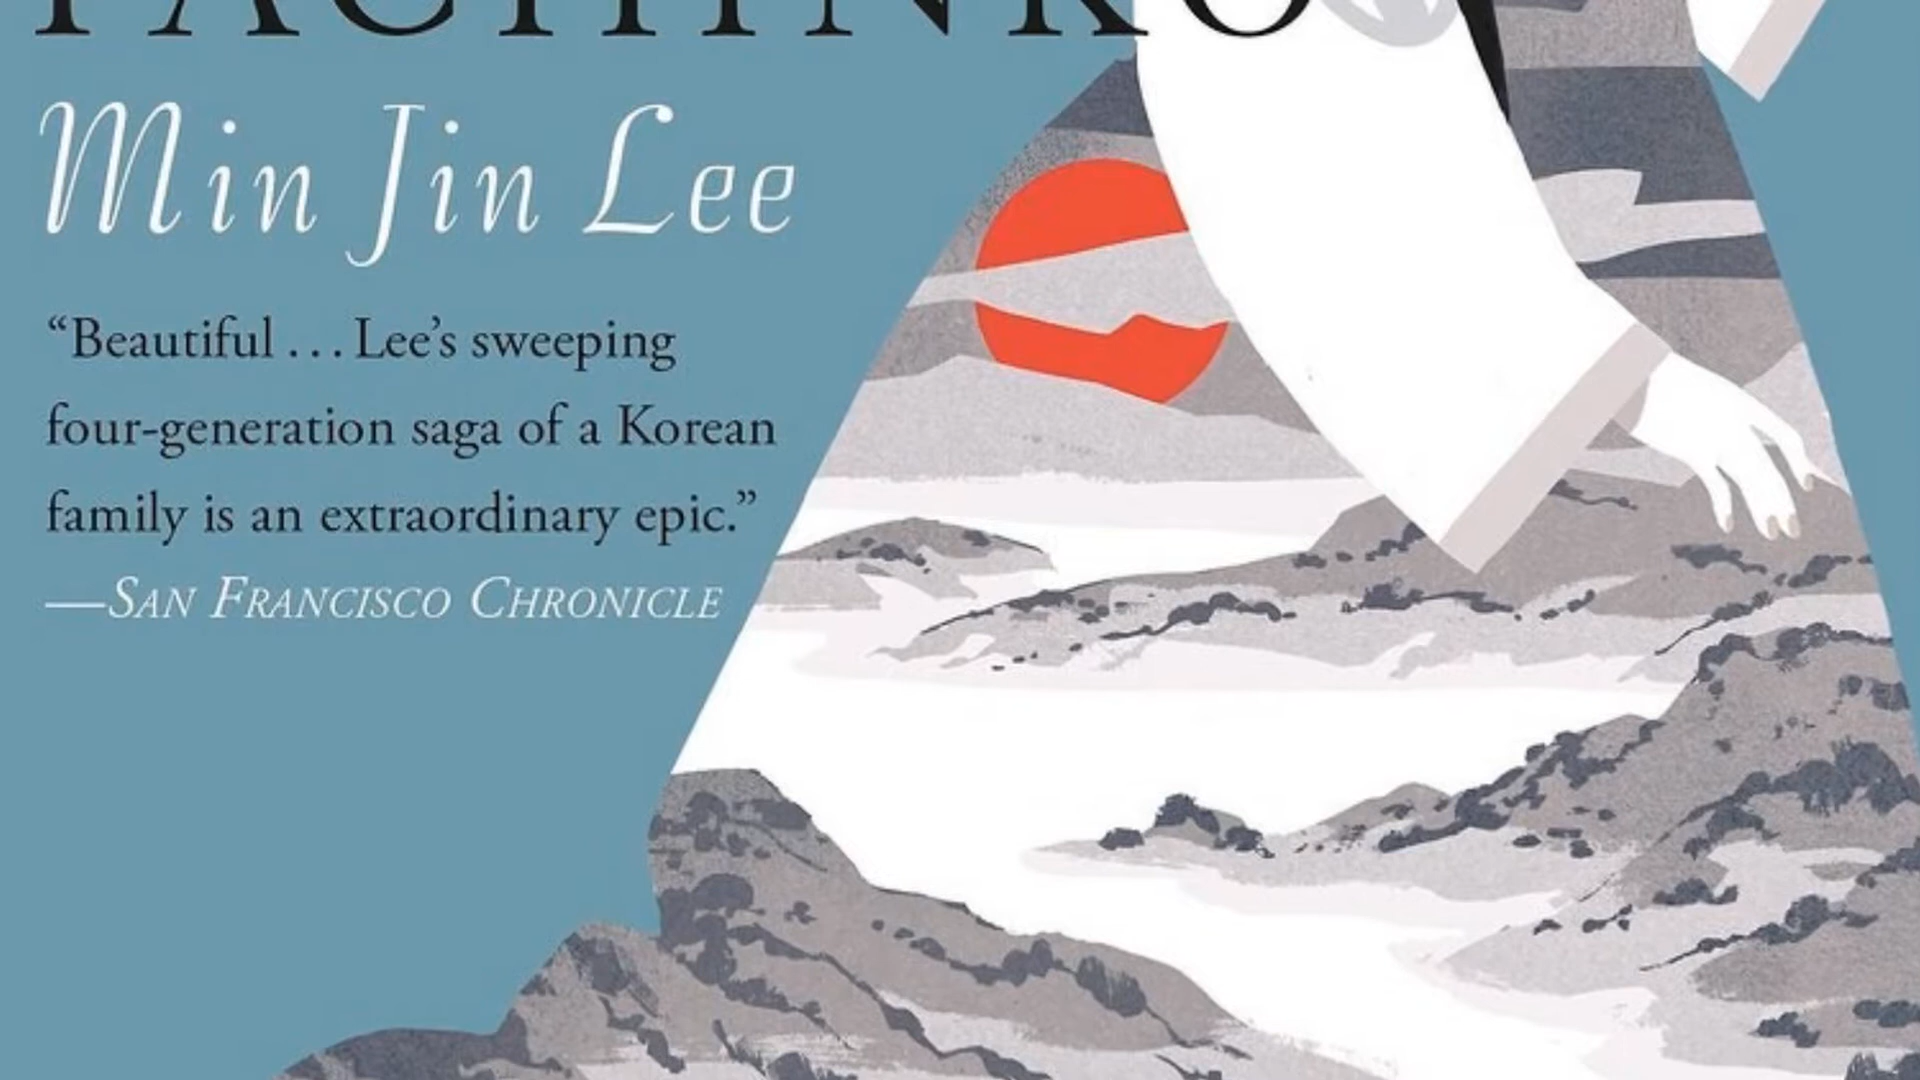 PACHINKO
Min Jin Lee
“Beautiful . . . Lee’s sweeping
four-generation saga of a Korean
family is an extraordinary epic.”
—San Francisco Chronicle